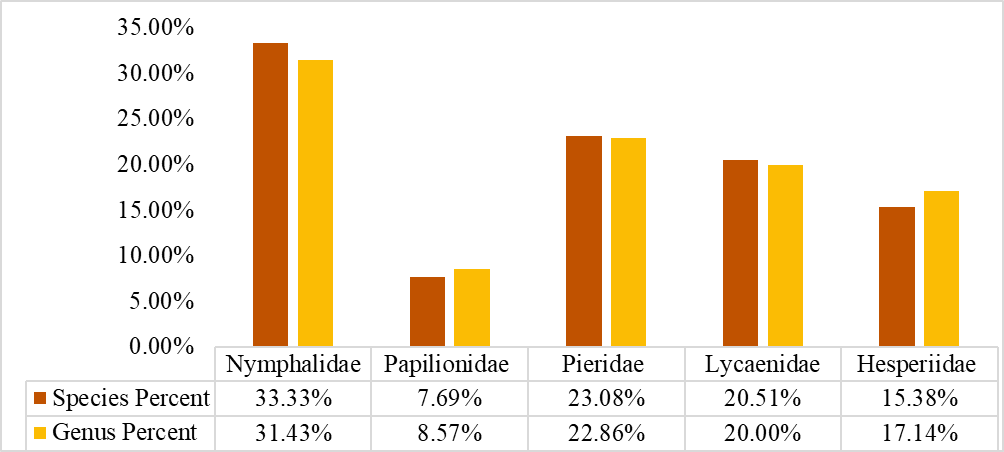 35.00%
30.00%
25.00%
20.00%
15.00%
10.00%
5.00%
0.00%
Nymphalidae Papilionidae Pieridae Lycaenidae Hesperiidae
Species Percent 33.33% 7.69% 23.08% 20.51% 15.38%
Genus Percent 31.43% 8.57% 22.86% 20.00% 17.14%